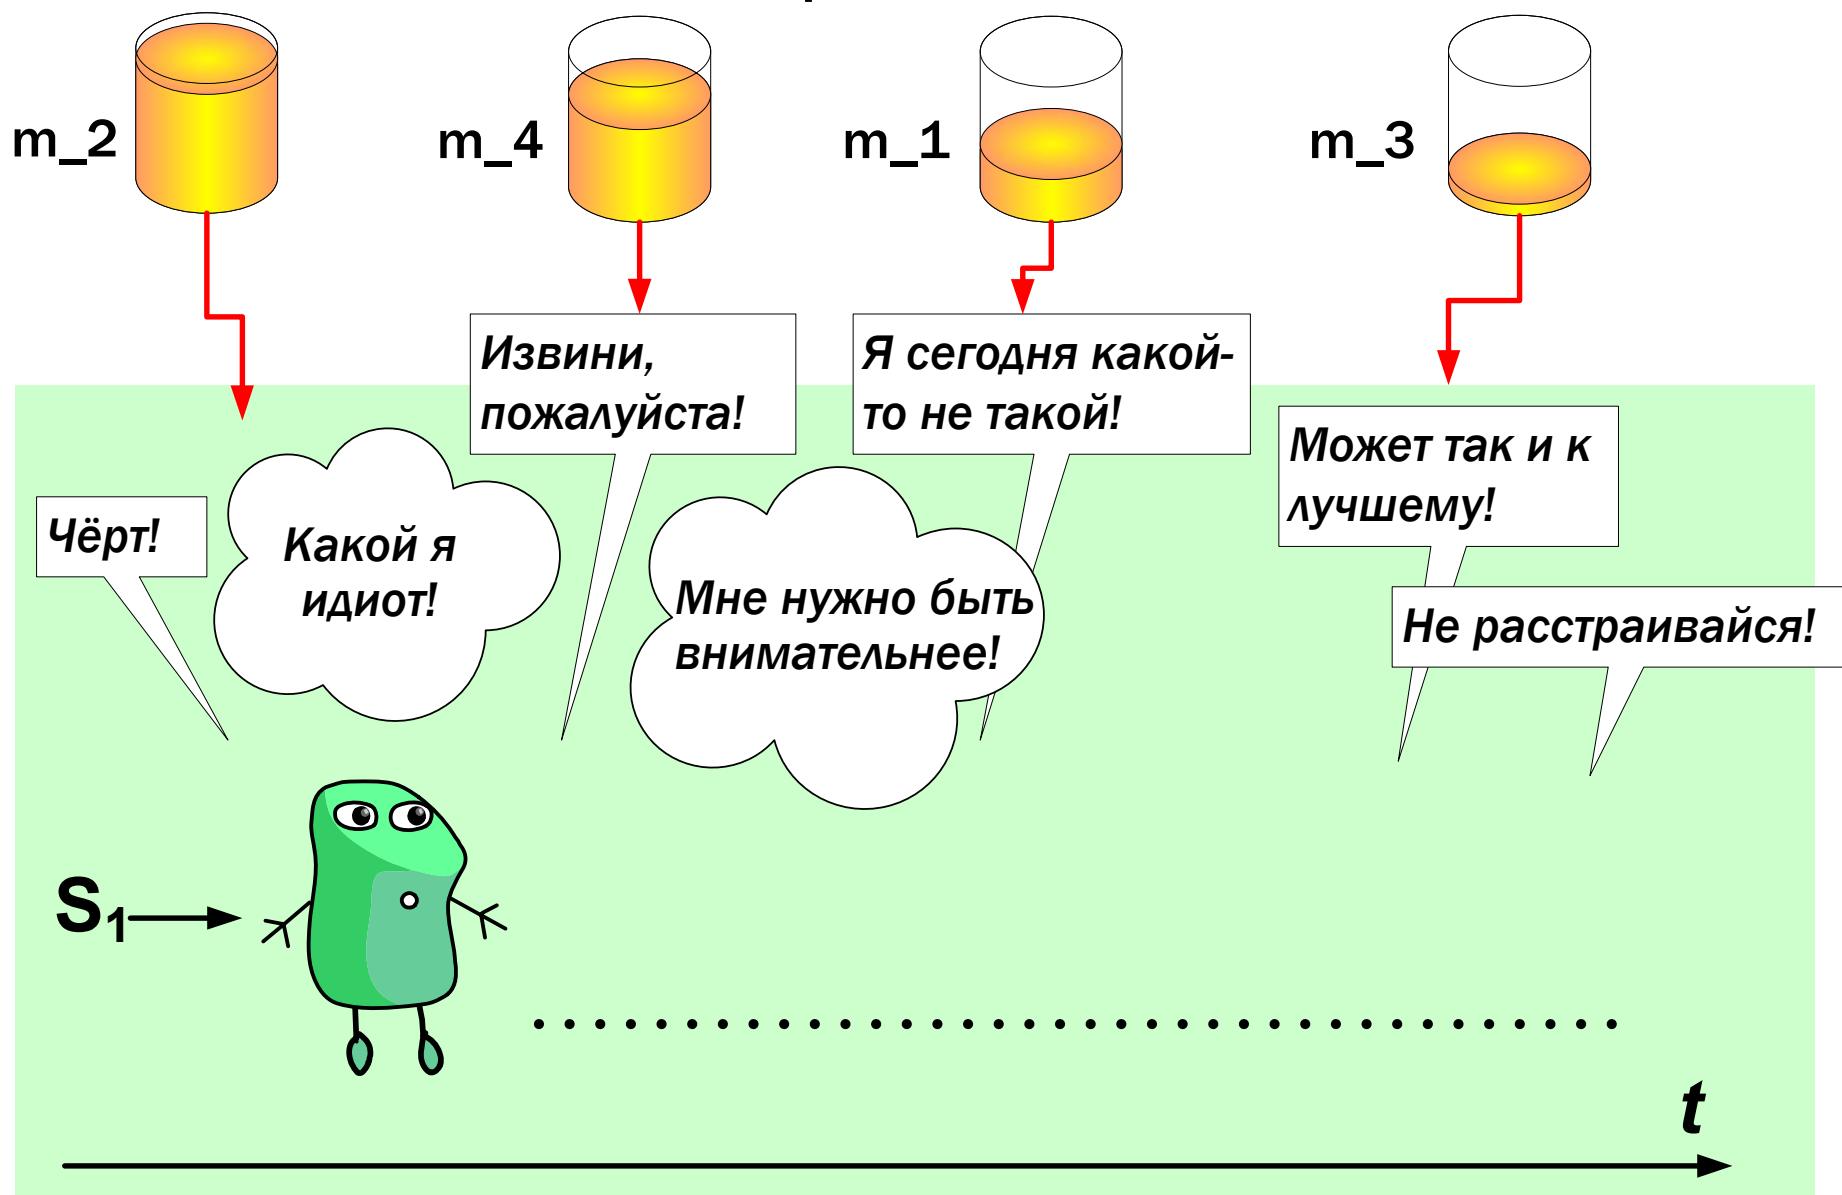 m_2
m_4
m_1
m_3
Извини,
пожалуйста!
Я сегодня какой-
то не такой!
Может так и к
лучшему!
Чёрт!
Какой я
идиот!
Мне нужно быть
внимательнее!
Не расстраивайся!
S1
t